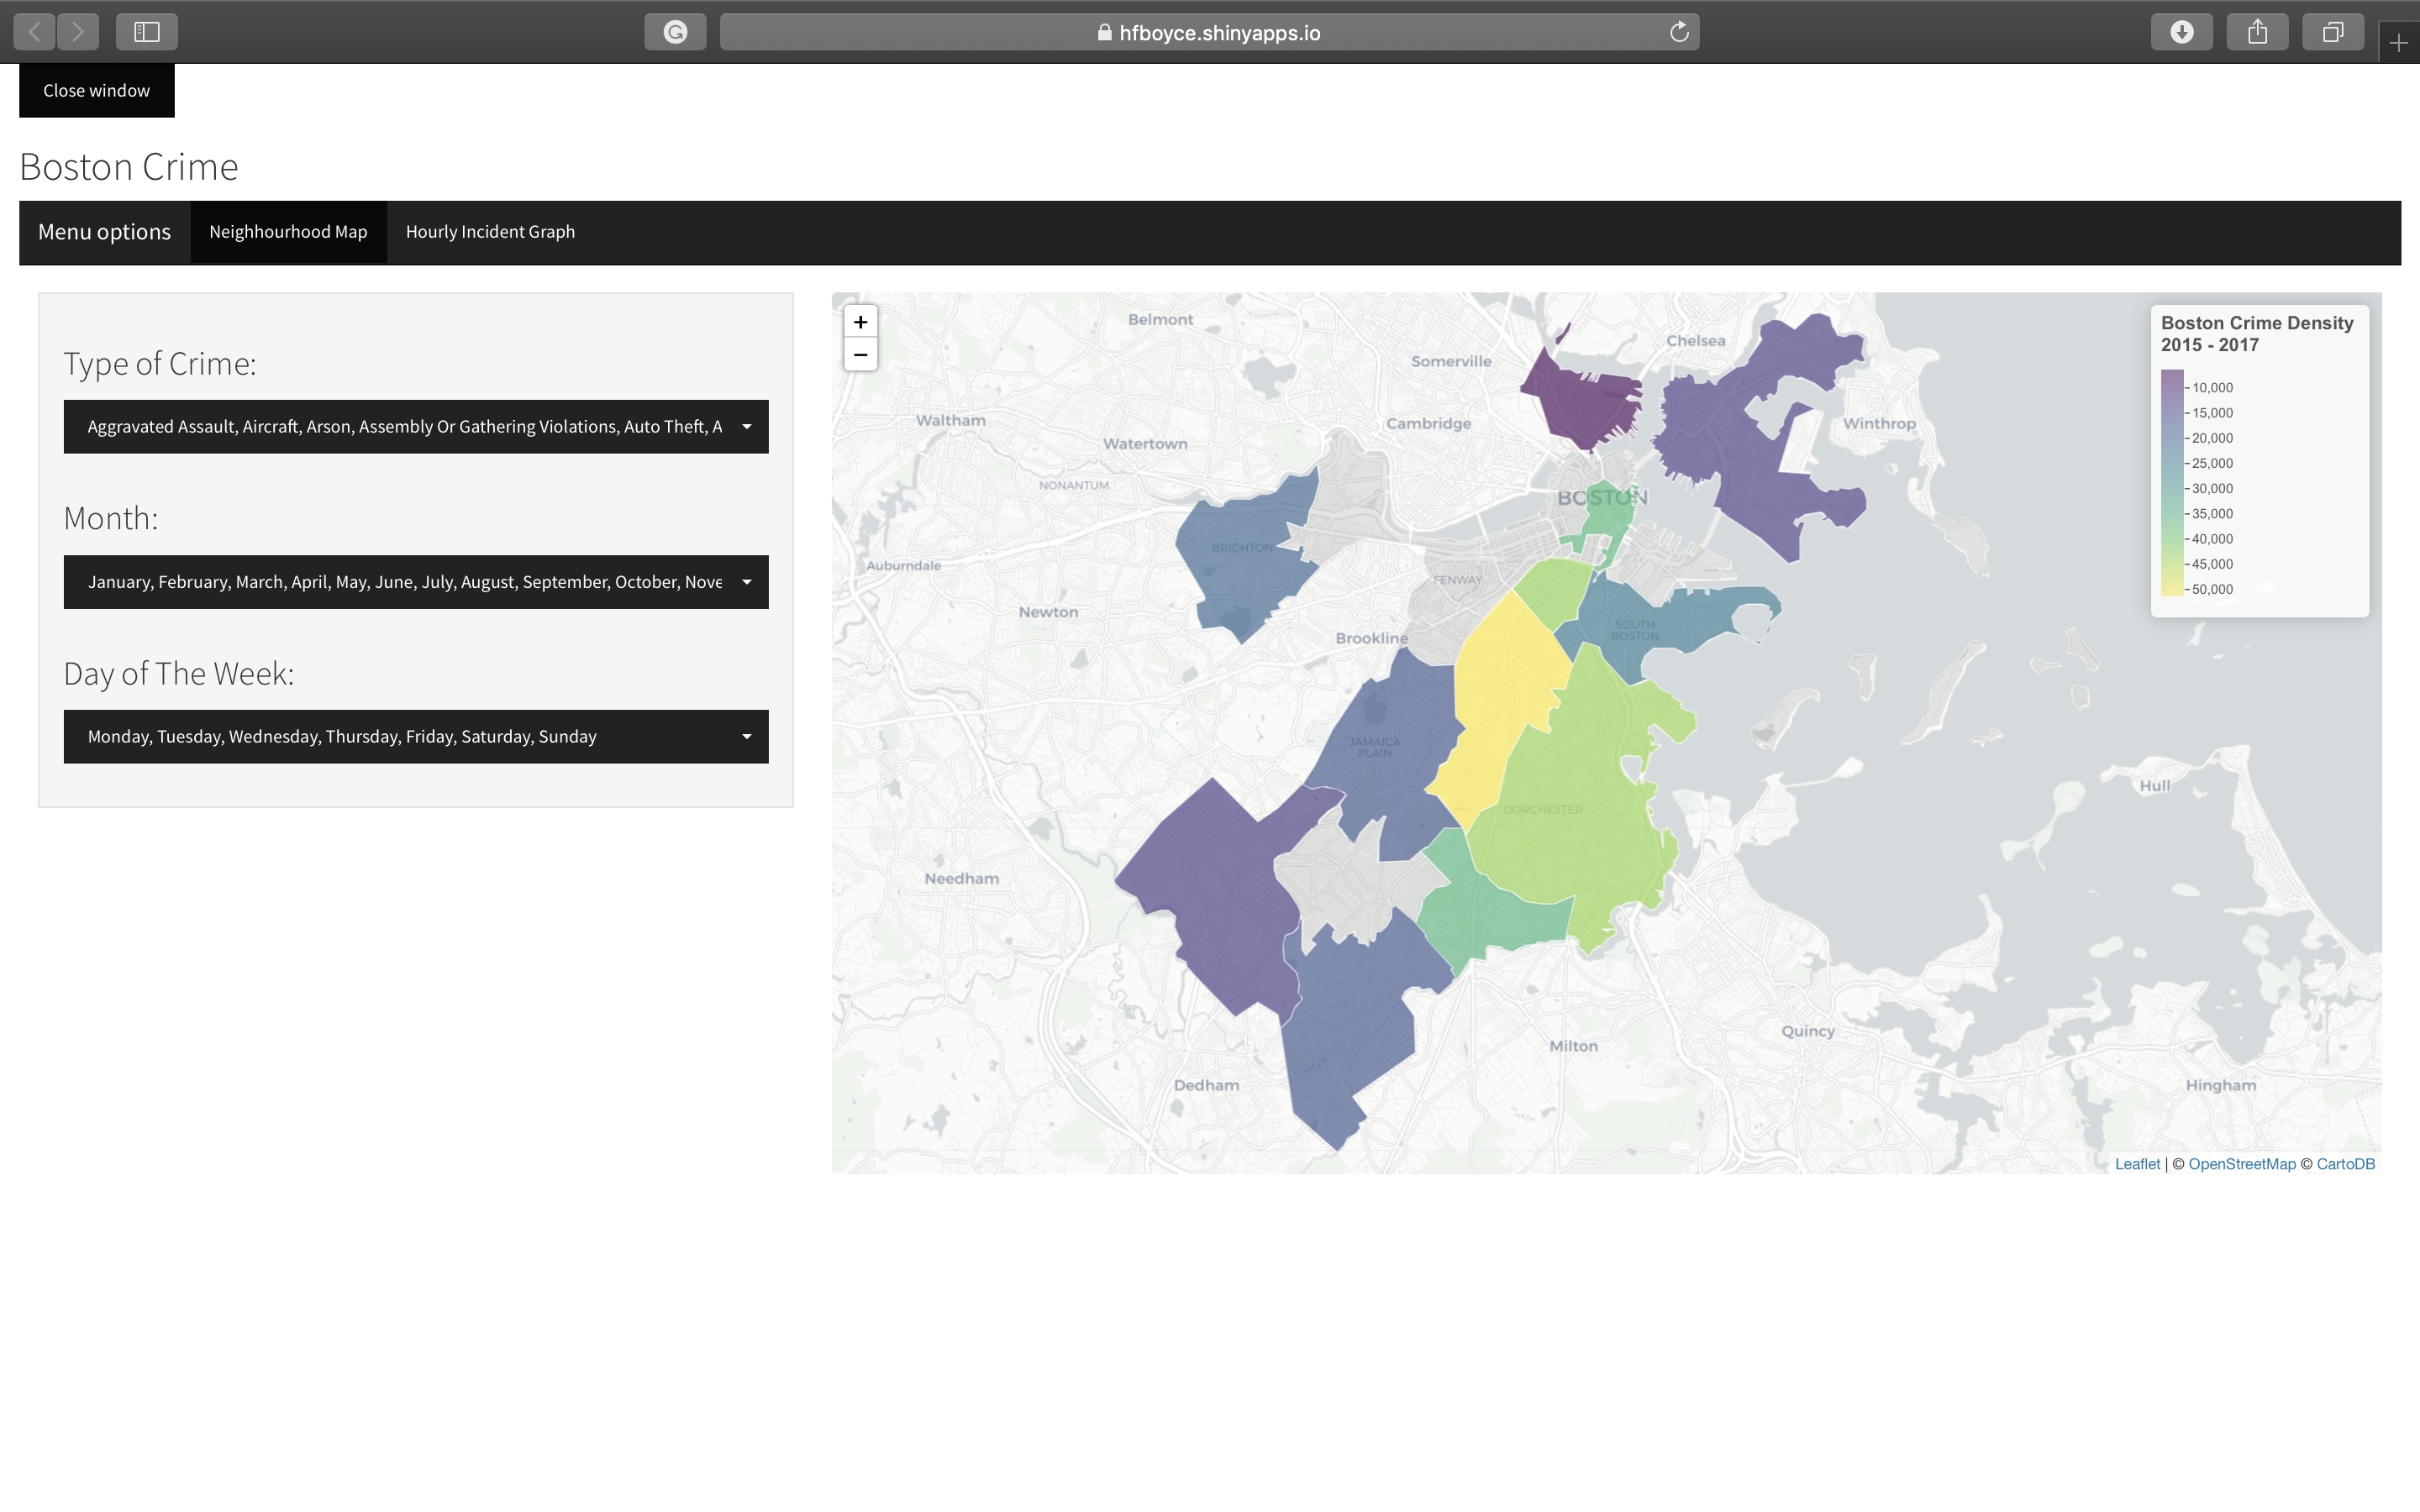 hfboyce.shinyapps.io
Close window
Boston Crime
Menu options
Neighhourhood Map
Hourly Incident Graph
Type of Crime:
Aggravated Assault, Aircraft, Arson, Assembly Or Gathering Violations, Auto Theft, A
Month:
January, February, March, April, May, June, July, August, September, October, Nove
Day of The Week:
Monday, Tuesday, Wednesday, Thursday, Friday, Saturday, Sunday
+
−
Boston Crime Density
2015 - 2017
10,000
15,000
20,000
25,000
30,000
35,000
40,000
45,000
50,000
Belmont
Chelsea
Somerville
Waltham
Cambridge
Winthrop
Watertown
NONANTUM
BOSTON
BRIGHTON
Auburndale
FENWAY
Newton
SOUTH
BOSTON
Brookline
JAMAICA
PLAIN
Hull
DORCHESTER
Needham
Quincy
Milton
Dedham
Hingham
Leaflet | © OpenStreetMap © CartoDB